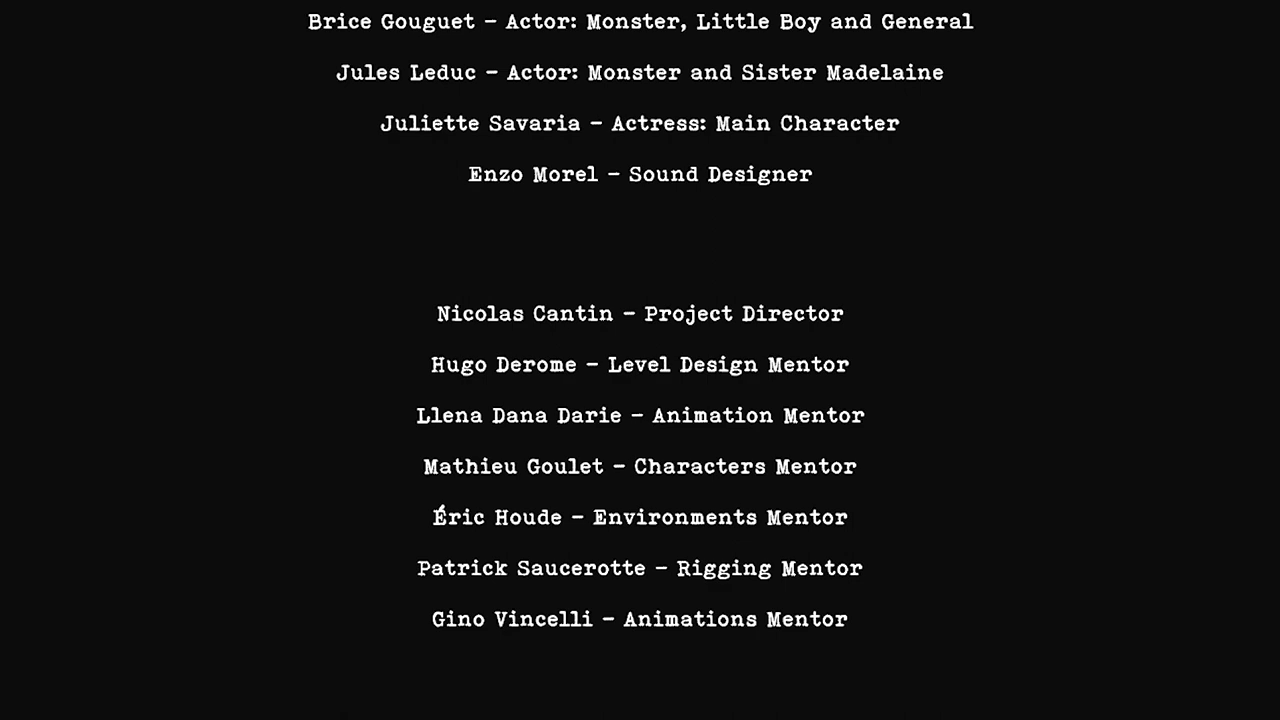 Brice Gouguet - Actor: Monster, Little Boy and General
Jules Leduc - Actor: Monster and Sister Madelaine
Juliette Savaria - Actress: Main Character
Enzo Morel - Sound Designer
Nicolas Cantin - Project Director
Hugo Derome - Level Design Mentor
Llena Dana Darie - Animation Mentor
Mathieu Goulet - Characters Mentor
Éric Houde - Environments Mentor
Patrick Saucerotte - Rigging Mentor
Gino Vincelli - Animations Mentor